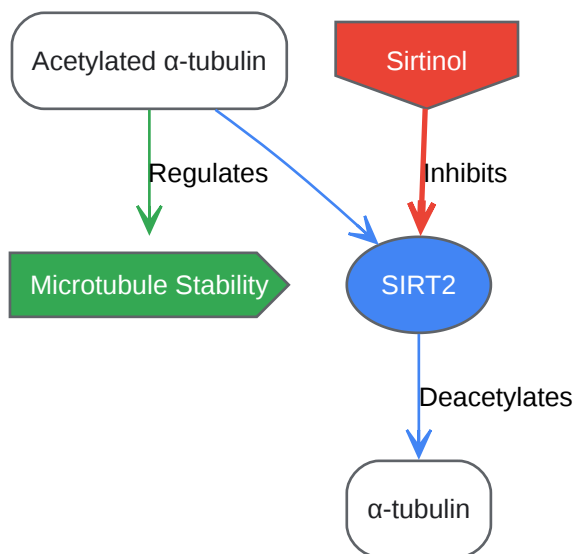 Acetylated α-tubulin
Sirtinol
Regulates
Inhibits
Microtubule Stability
SIRT2
Deacetylates
α-tubulin